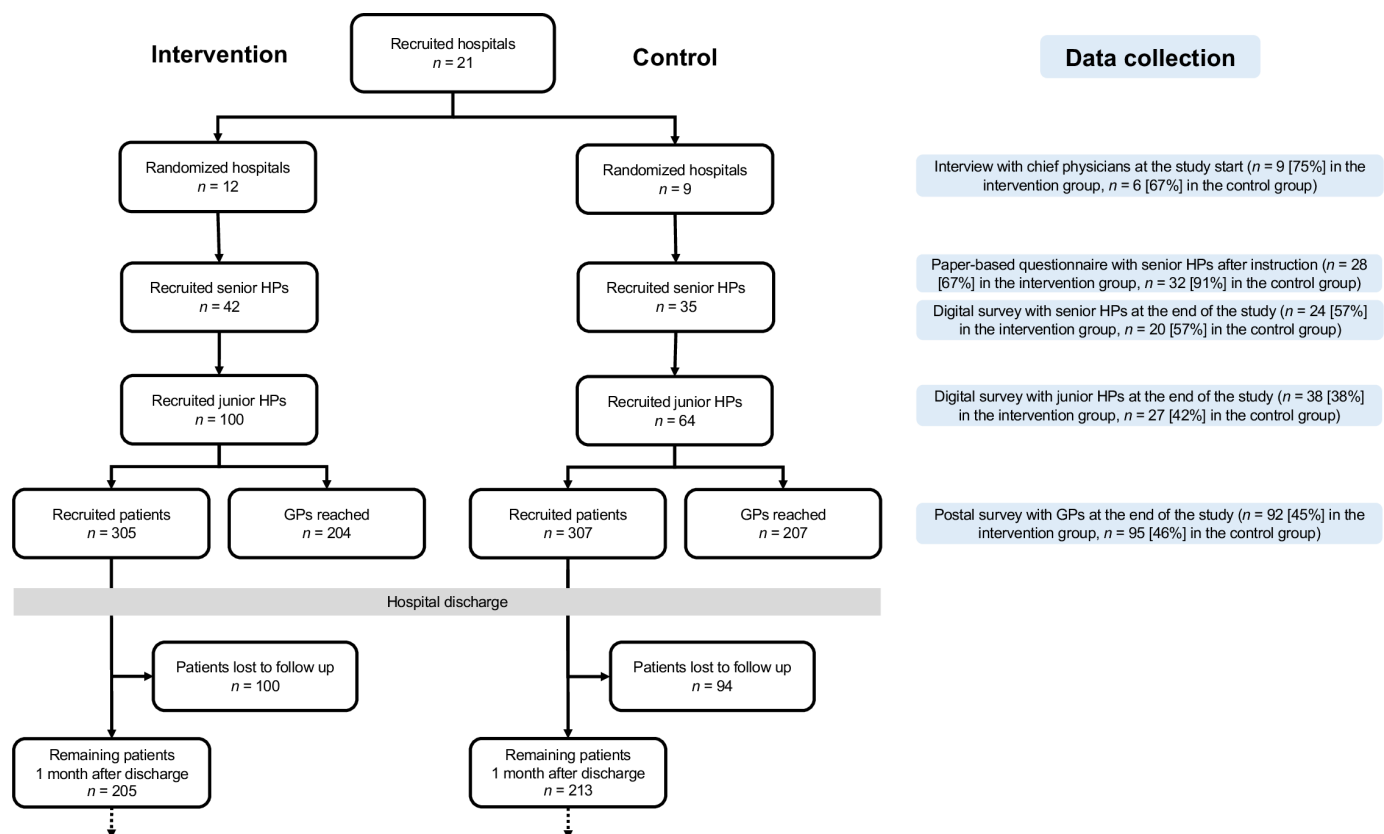 Intervention
Recruited hospitals
n = 21
Control
Data collection
Randomized hospitals
n = 12
Randomized hospitals
n = 9
Interview with chief physicians at the study start (n = 9 [75%] in the
intervention group, n = 6 [67%] in the control group)
Recruited senior HPs
n = 42
Recruited senior HPs
n = 35
Paper-based questionnaire with senior HPs after instruction (n = 28
[67%] in the intervention group, n = 32 [91%] in the control group)
Digital survey with senior HPs at the end of the study (n = 24 [57%]
in the intervention group, n = 20 [57%] in the control group)
Recruited junior HPs
n = 100
Recruited junior HPs
n = 64
Digital survey with junior HPs at the end of the study (n = 38 [38%]
in the intervention group, n = 27 [42%] in the control group)
Recruited patients
n = 305
GPs reached
n = 204
Recruited patients
n = 307
GPs reached
n = 207
Postal survey with GPs at the end of the study (n = 92 [45%] in the
intervention group, n = 95 [46%] in the control group)
Hospital discharge
Patients lost to follow up
n = 100
Patients lost to follow up
n = 94
Remaining patients
1 month after discharge
n = 205
Remaining patients
1 month after discharge
n = 213